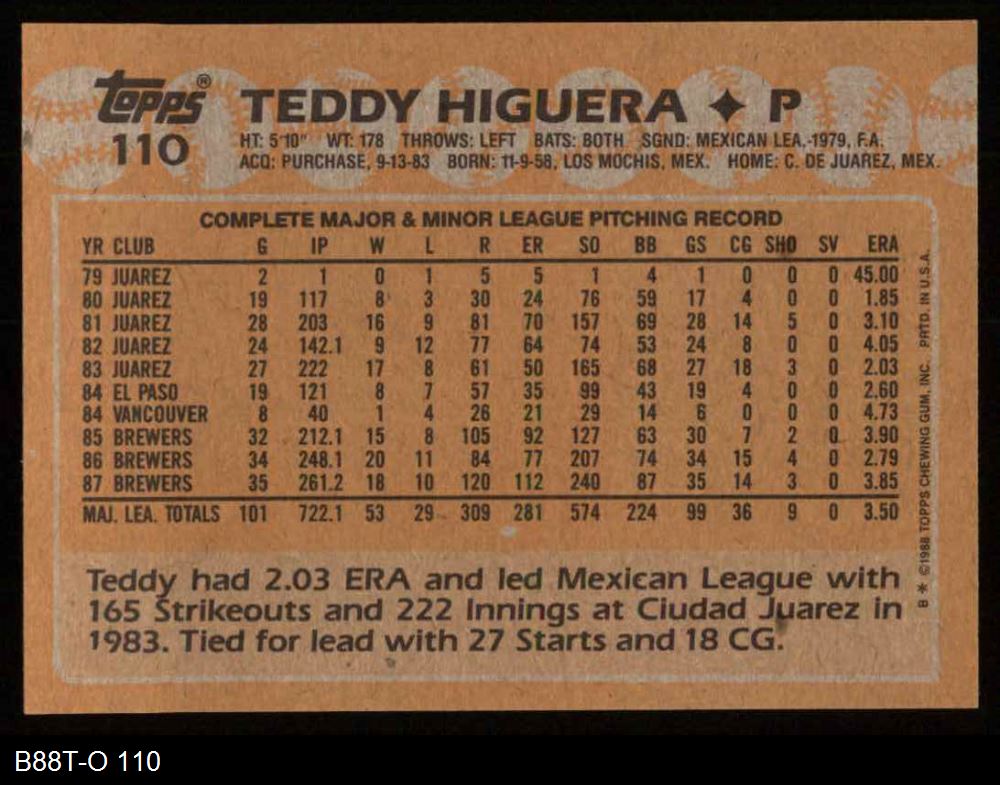 Topps®
110
TEDDY HIGUERA ✦ P
HT: 5'10" WT: 178 THROWS: LEFT BATS: BOTH SGND: MEXICAN LEA.-1979, F.A.
ACQ: PURCHASE, 9-13-83 BORN: 11-9-58, LOS MOCHIS, MEX. HOME: C. DE JUAREZ, MEX.
COMPLETE MAJOR & MINOR LEAGUE PITCHING RECORD
YR CLUB G IP W L R ER SO BB GS CG SHO SV ERA
79 JUAREZ 2 1 0 1 5 5 1 4 1 0 0 0 45.00
80 JUAREZ 19 117 8 3 30 24 76 59 17 4 0 0 1.85
81 JUAREZ 28 203 16 9 81 70 157 69 28 14 5 0 3.10
82 JUAREZ 24 142.1 9 12 77 64 74 53 24 8 0 0 4.05
83 JUAREZ 27 222 17 8 61 50 165 68 27 18 3 0 2.03
84 EL PASO 19 121 8 7 57 35 99 43 19 4 0 0 2.60
84 VANCOUVER 8 40 1 4 26 21 29 14 6 0 0 0 4.73
85 BREWERS 32 212.1 15 8 105 92 127 63 30 7 2 0 3.90
86 BREWERS 34 248.1 20 11 84 77 207 74 34 15 4 0 2.79
87 BREWERS 35 261.2 18 10 120 112 240 87 35 14 3 0 3.85
MAJ. LEA. TOTALS 101 722.1 53 29 309 281 574 224 99 36 9 0 3.50
Teddy had 2.03 ERA and led Mexican League with
165 Strikeouts and 222 Innings at Ciudad Juarez in
1983. Tied for lead with 27 Starts and 18 CG.
B * ©1988 TOPPS CHEWING GUM, INC. PRTD. IN U.S.A.
B88T-O 110